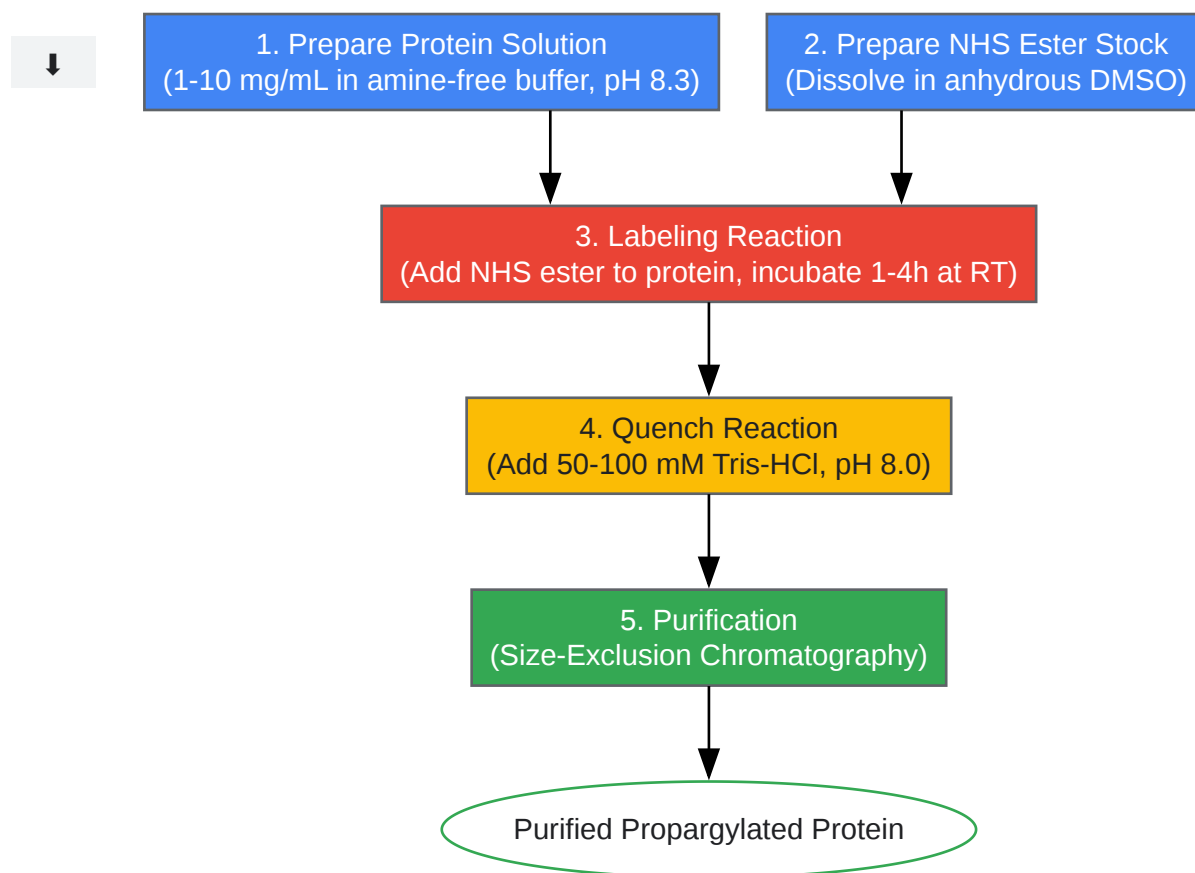 1. Prepare Protein Solution
(1-10 mg/mL in amine-free buffer, pH 8.3)
2. Prepare NHS Ester Stock
(Dissolve in anhydrous DMSO)
3. Labeling Reaction
(Add NHS ester to protein, incubate 1-4h at RT)
4. Quench Reaction
(Add 50-100 mM Tris-HCl, pH 8.0)
5. Purification
(Size-Exclusion Chromatography)
Purified Propargylated Protein